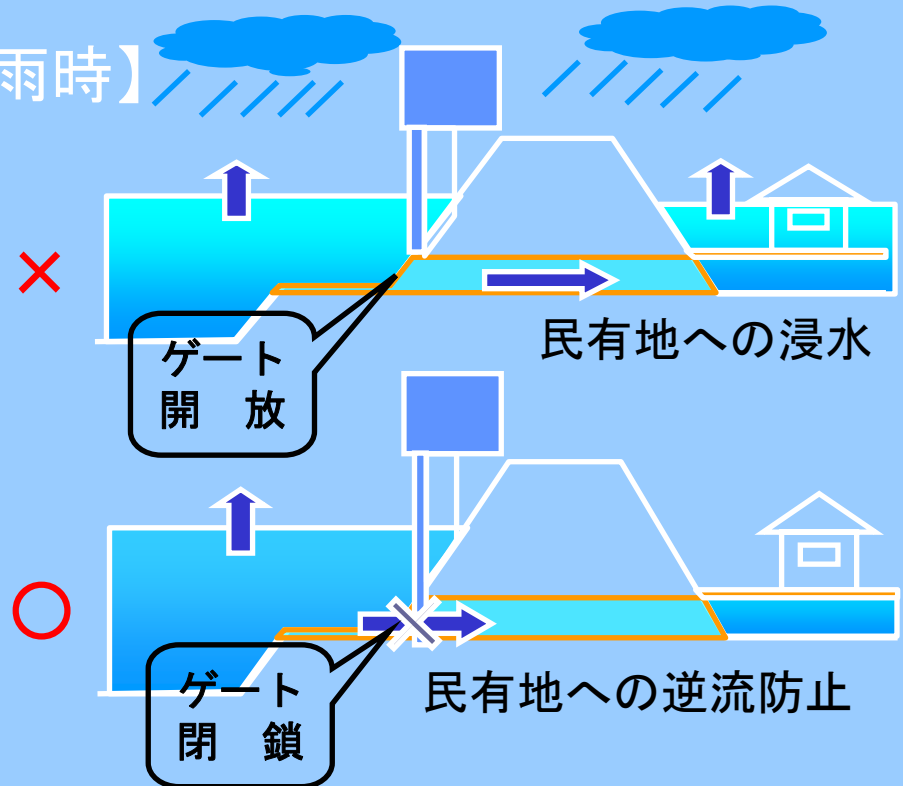 雨時】
×
民有地への浸水
ゲート
開　放
○
民有地への逆流防止
ゲート
閉　鎖